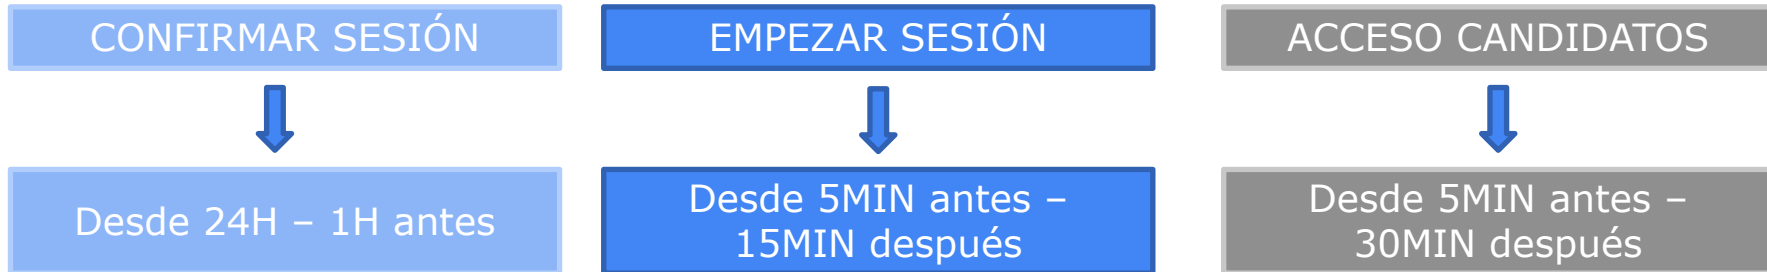 CONFIRMAR SESIÓN
EMPEZAR SESIÓN
ACCESO CANDIDATOS
Desde 24H – 1H antes
Desde 5MIN antes –
15MIN después
Desde 5MIN antes –
30MIN después